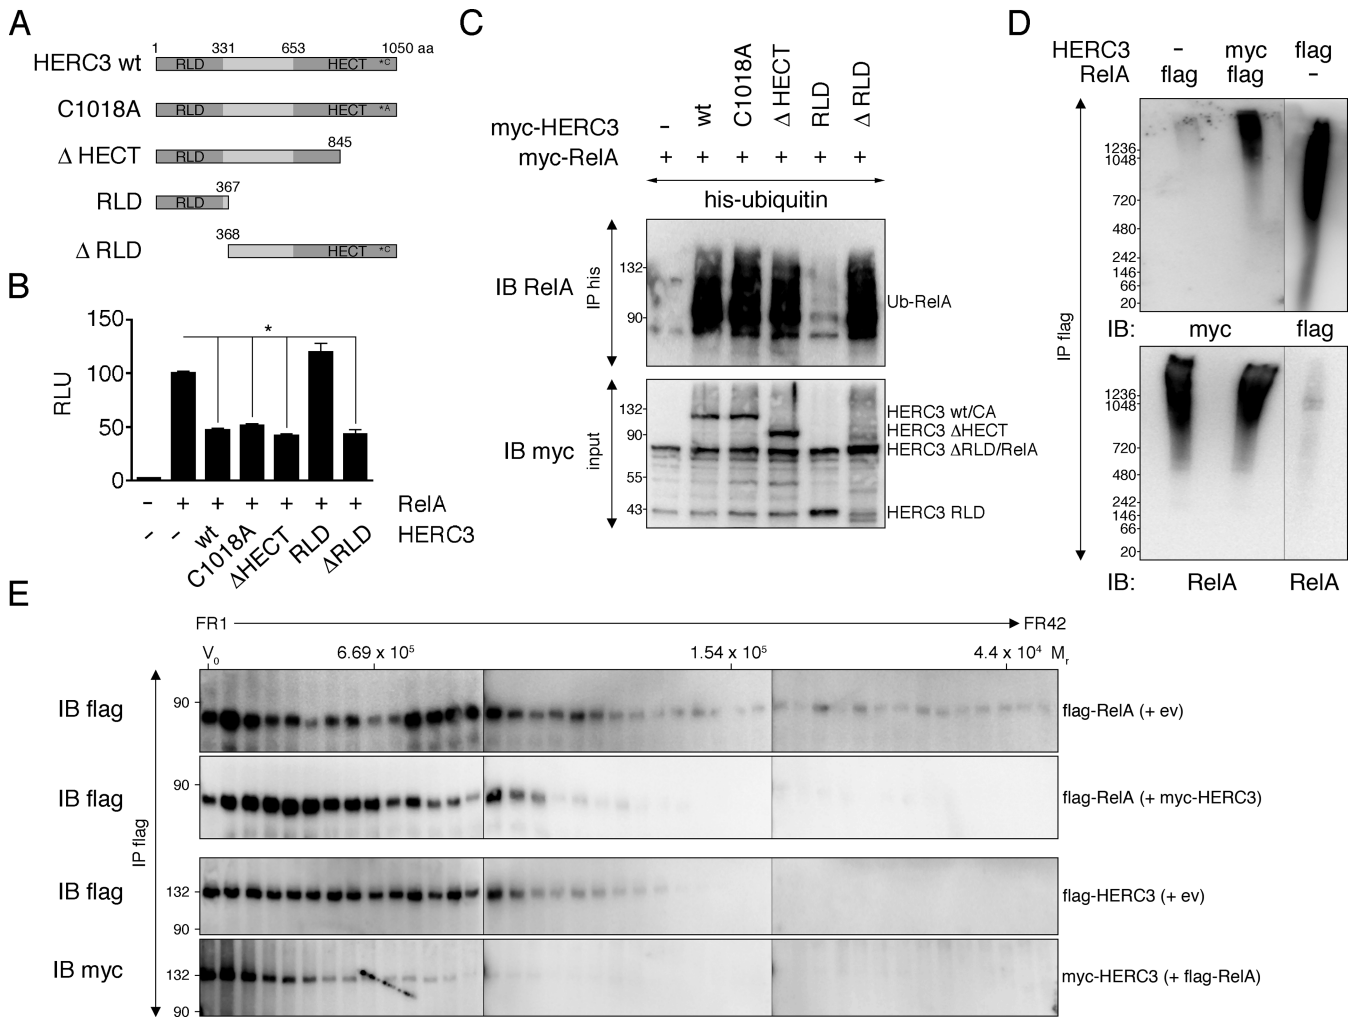 A
1 331 653 1050 aa
HERC3 wt RLD HECT *C
C1018A RLD HECT *A
845
Δ HECT RLD
367
RLD RLD
368
Δ RLD HECT *C
B
150
100
50
0
RLU
*
– + + + + + + RelA
– – wt C1018A ΔHECT RLD ΔRLD HERC3
C
myc-HERC3 – wt C1018A Δ HECT RLD Δ RLD
myc-RelA + + + + + +
his-ubiquitin
IB RelA
IP his
132
90
Ub-RelA
IB myc
input
132
90
55
43
HERC3 wt/CA
HERC3 ΔHECT
HERC3 ΔRLD/RelA
HERC3 RLD
D
HERC3 – myc flag
RelA flag flag –
IP flag
1236
1048
720
480
242
146
66
20
IB: myc flag
1236
1048
720
480
242
146
66
20
IB: RelA RelA
E
FR1 FR42
V0 6.69 x 10⁵ 1.54 x 10⁵ 4.4 x 10⁴ Mr
IP flag
IB flag 90 flag-RelA (+ ev)
IB flag 90 flag-RelA (+ myc-HERC3)
IB flag 132 flag-HERC3 (+ ev)
90
IB myc 132 myc-HERC3 (+ flag-RelA)
90